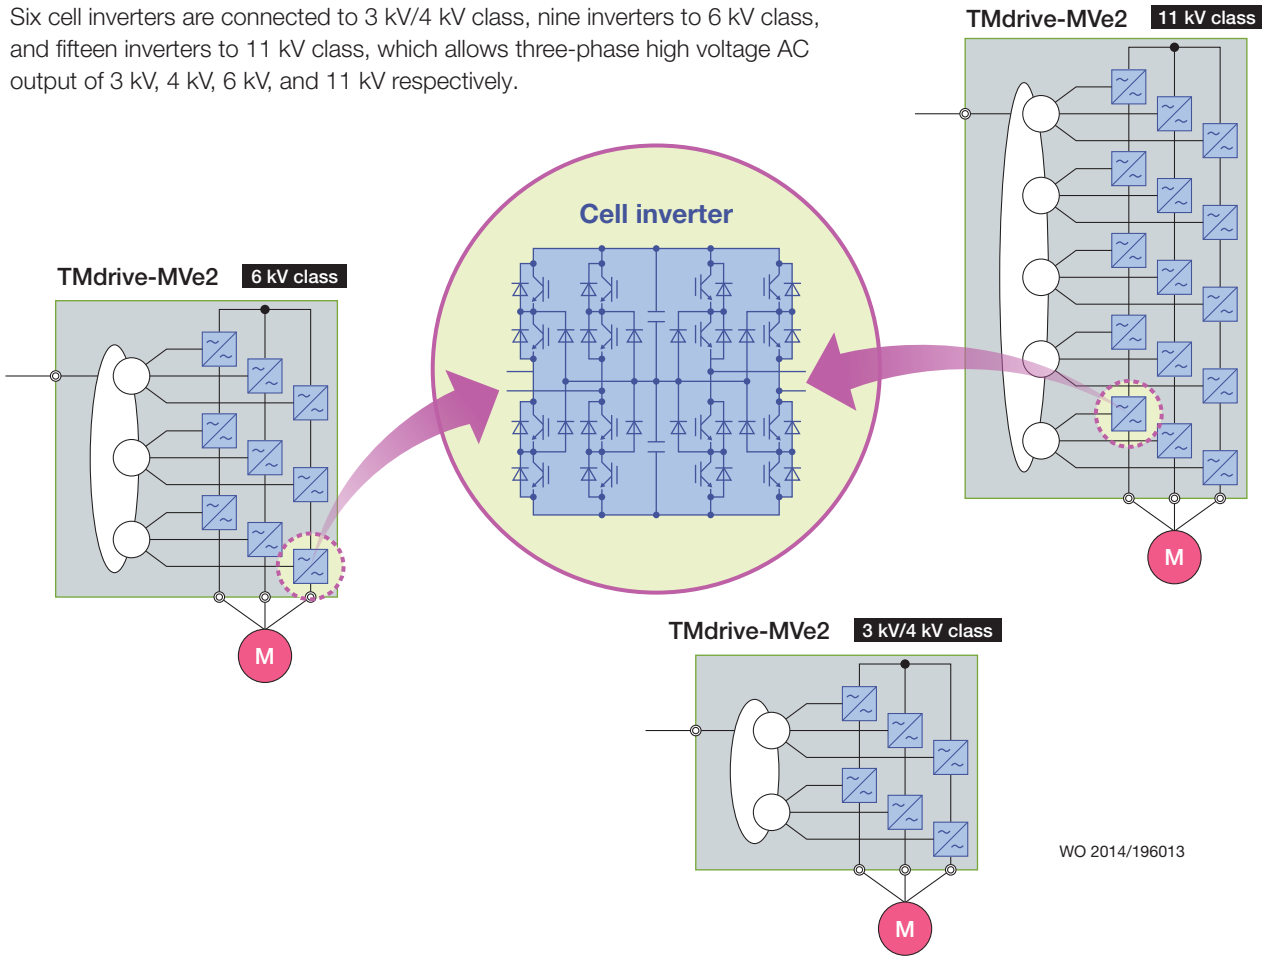 Six cell inverters are connected to 3 kV/4 kV class, nine inverters to 6 kV class,
and fifteen inverters to 11 kV class, which allows three-phase high voltage AC
output of 3 kV, 4 kV, 6 kV, and 11 kV respectively.
TMdrive-MVe2 11 kV class
Cell inverter
TMdrive-MVe2 6 kV class
M
M
TMdrive-MVe2 3 kV/4 kV class
WO 2014/196013
M